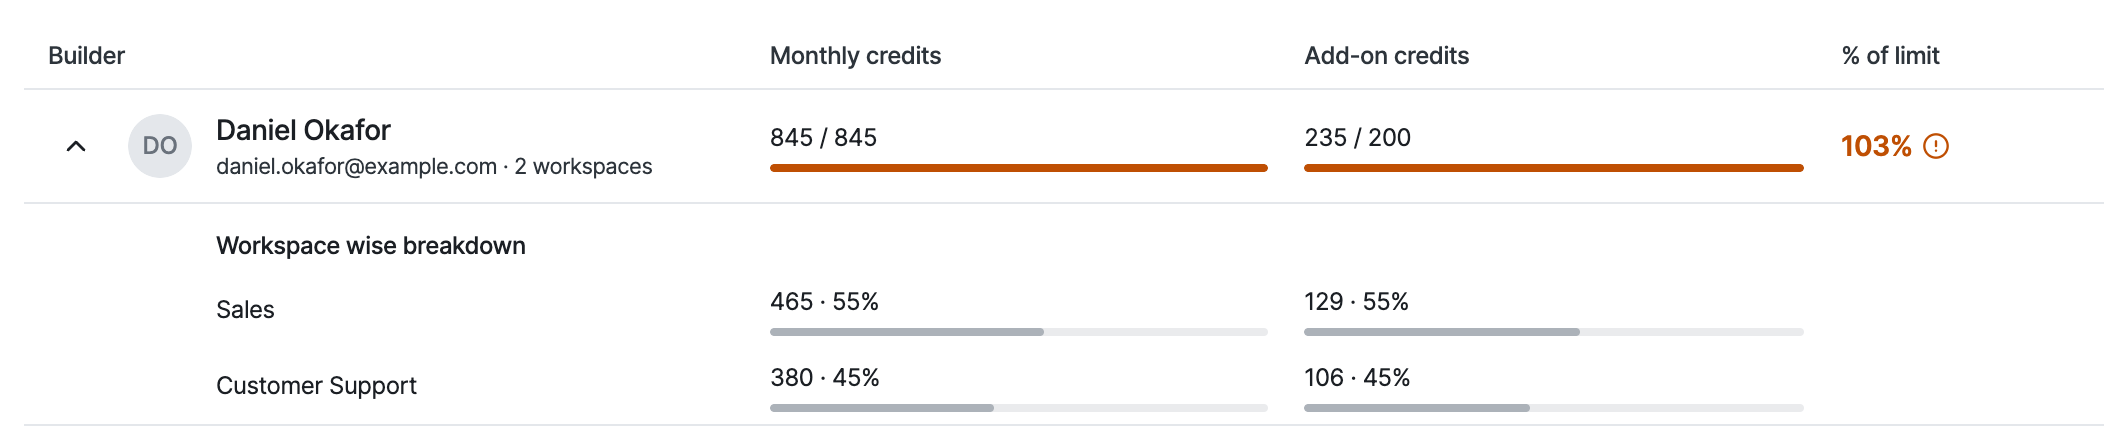 Builder Monthly credits Add-on credits % of limit
DO Daniel Okafor 845 / 845 235 / 200 103%
daniel.okafor@example.com · 2 workspaces
Workspace wise breakdown
Sales 465 · 55% 129 · 55%
Customer Support 380 · 45% 106 · 45%